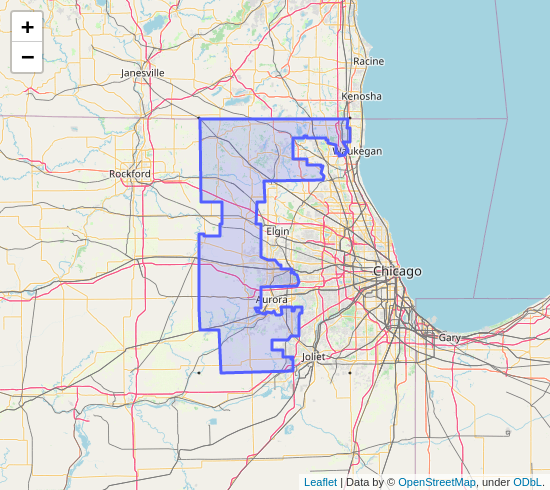 +
−
Racine
Janesville
Kenosha
Waukegan
Rockford
Elgin
Chicago
Aurora
Gary
Joliet
Leaflet | Data by © OpenStreetMap, under ODbL.